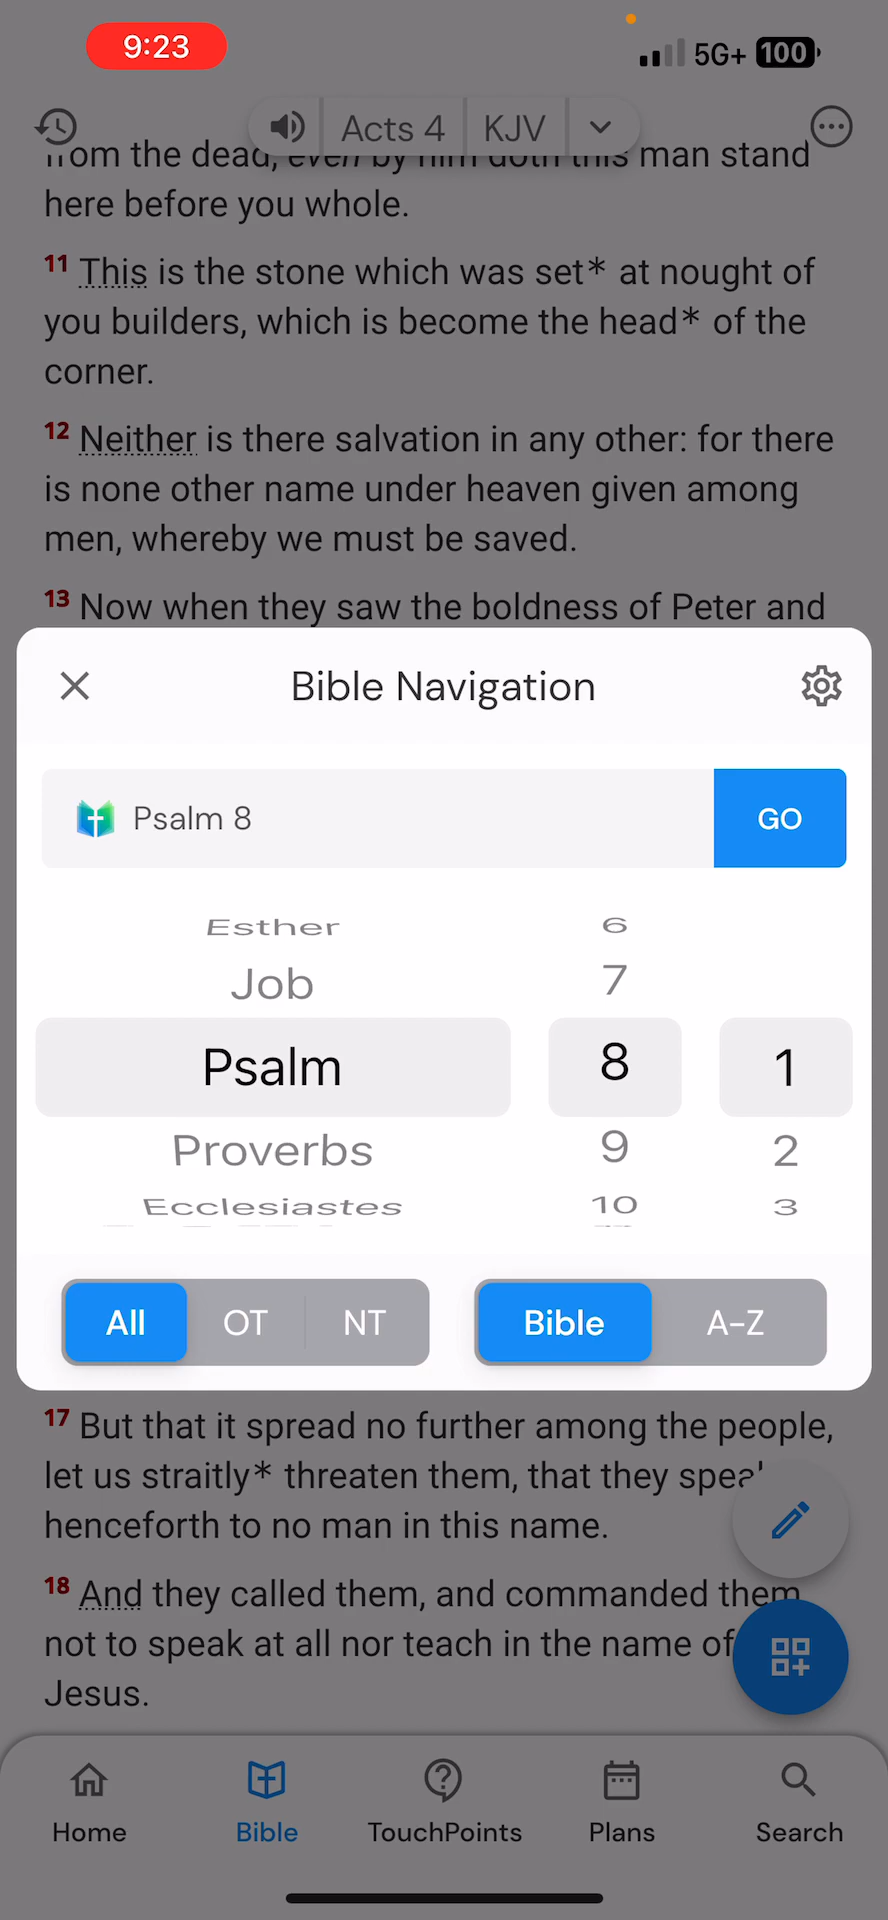 9:23
5G+ 100
Acts 4 KJV
from the dead, even by him doth this man stand
here before you whole.
11 This is the stone which was set* at nought of
you builders, which is become the head* of the
corner.
12 Neither is there salvation in any other: for there
is none other name under heaven given among
men, whereby we must be saved.
13 Now when they saw the boldness of Peter and
Bible Navigation
Psalm 8 GO
Esther 6
Job 7
Psalm 8 1
Proverbs 9 2
Ecclesiastes 10 3
All OT NT Bible A-Z
17 But that it spread no further among the people,
let us straitly* threaten them, that they speak
henceforth to no man in this name.
18 And they called them, and commanded them
not to speak at all nor teach in the name of
Jesus.
Home Bible TouchPoints Plans Search